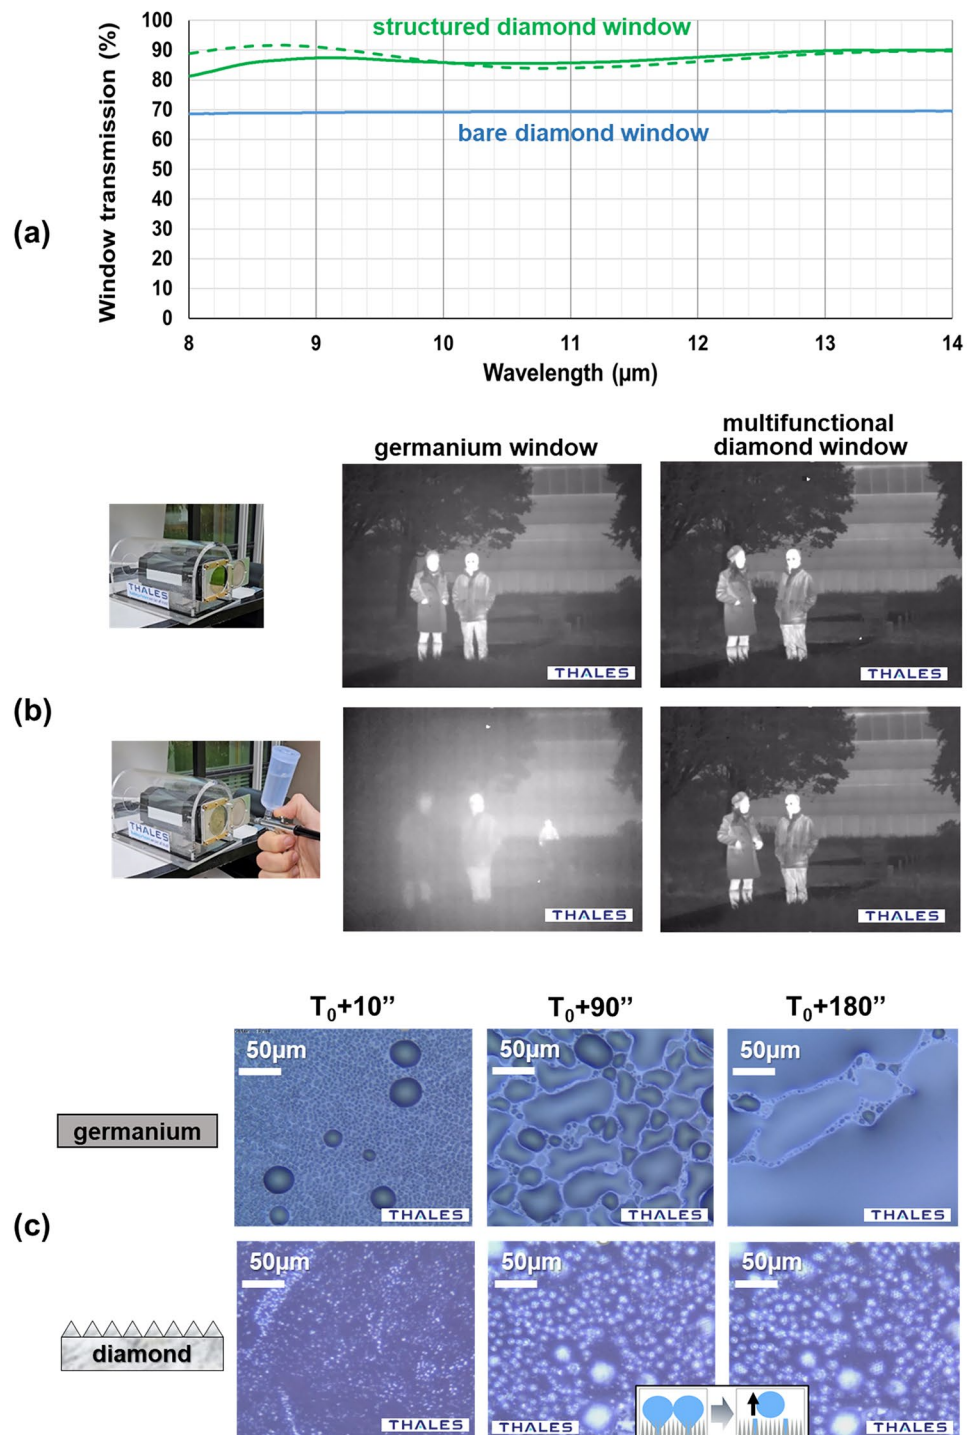 (a)
Window transmission (%)
100
90
80
70
60
50
40
30
20
10
0
structured diamond window
bare diamond window
8 9 10 11 12 13 14
Wavelength (µm)
(b)
germanium window
multifunctional
diamond window
THALES
THALES
THALES
THALES
THALES
THALES
(c)
T₀+10”
T₀+90”
T₀+180”
germanium
50µm
THALES
50µm
THALES
50µm
THALES
diamond
50µm
THALES
50µm
THALES
50µm
THALES